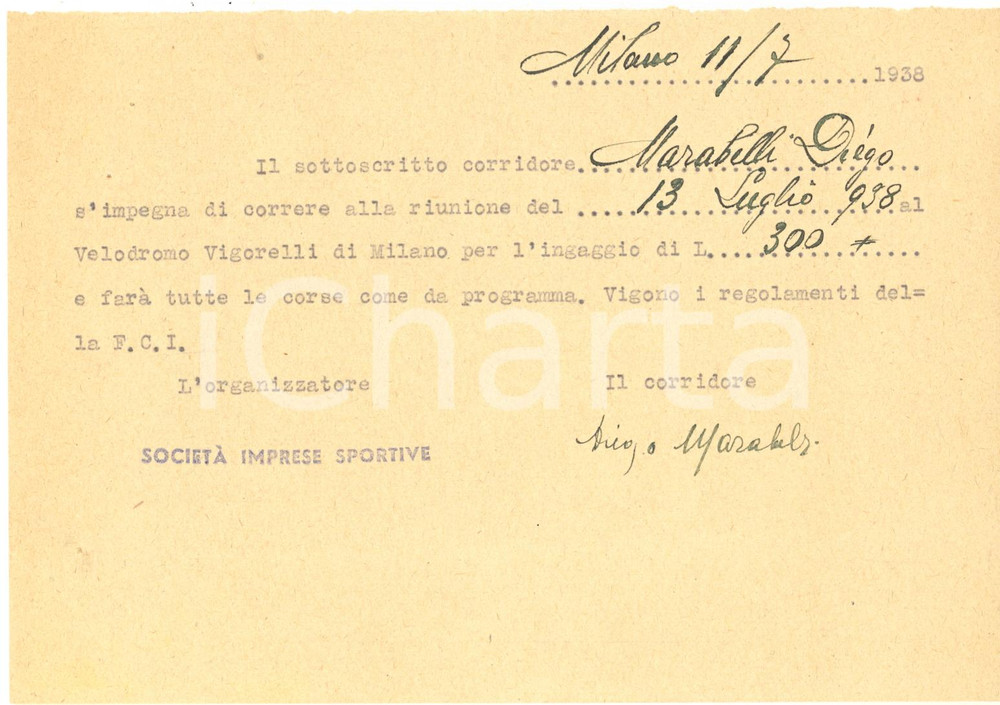 Milano 11/7 1938
Il sottoscritto corridore. Marabelli Diego
s'impegna di correre alla riunione del 13 Luglio 938 al
Velodromo Vigorelli di Milano per l'ingaggio di L. 300 +
e farà tutte le corse come da programma. Vigono i regolamenti del=
la F.C.I.
L'organizzatore Il corridore
SOCIETÀ IMPRESE SPORTIVE Diego Marabelli
iCharta